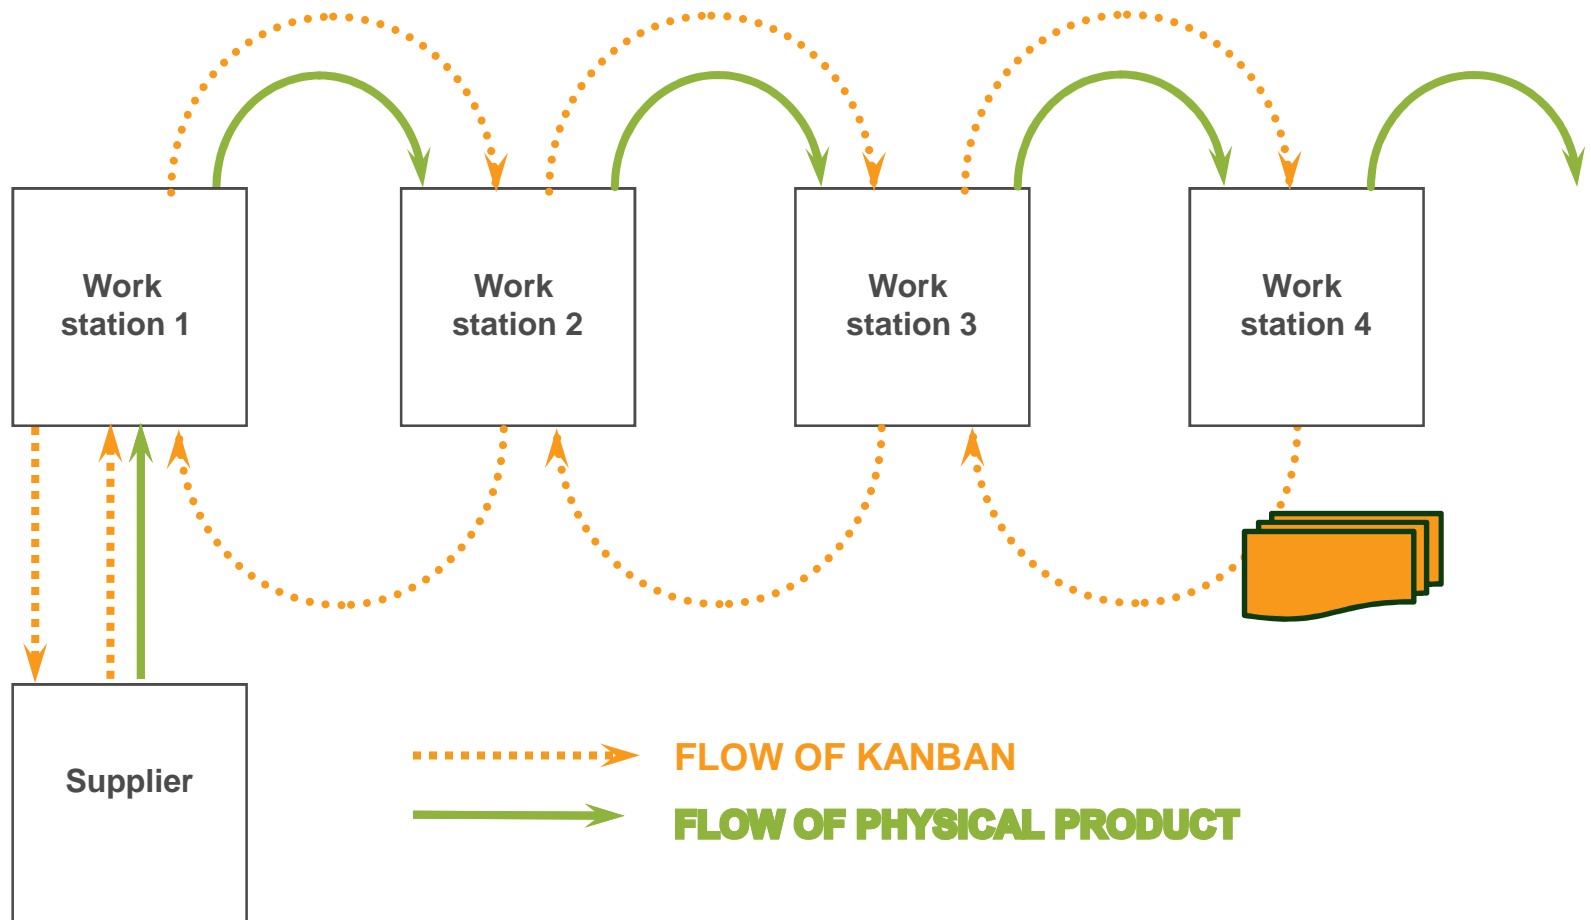 Work
station 1
Work
station 2
Work
station 3
Work
station 4
Supplier
FLOW OF KANBAN
FLOW OF PHYSICAL PRODUCT